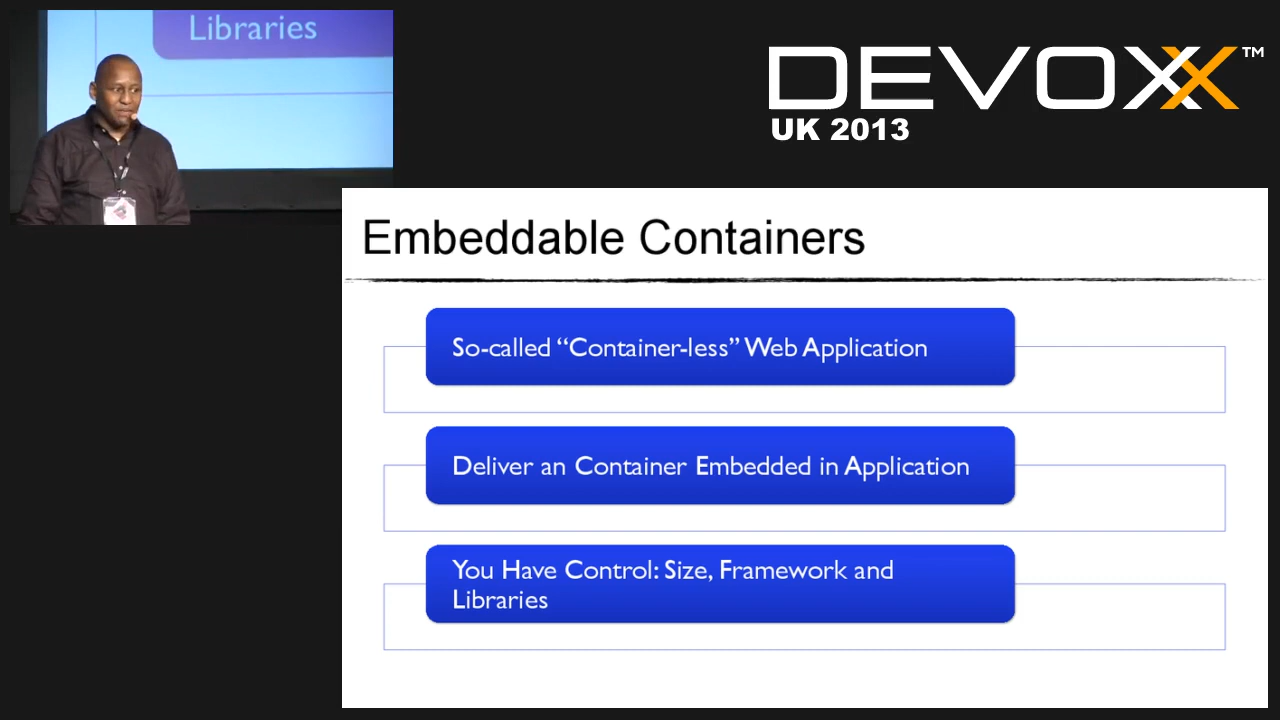 Libraries
DEVOXX™
UK 2013
Embeddable Containers
So-called “Container-less” Web Application
Deliver an Container Embedded in Application
You Have Control: Size, Framework and
Libraries